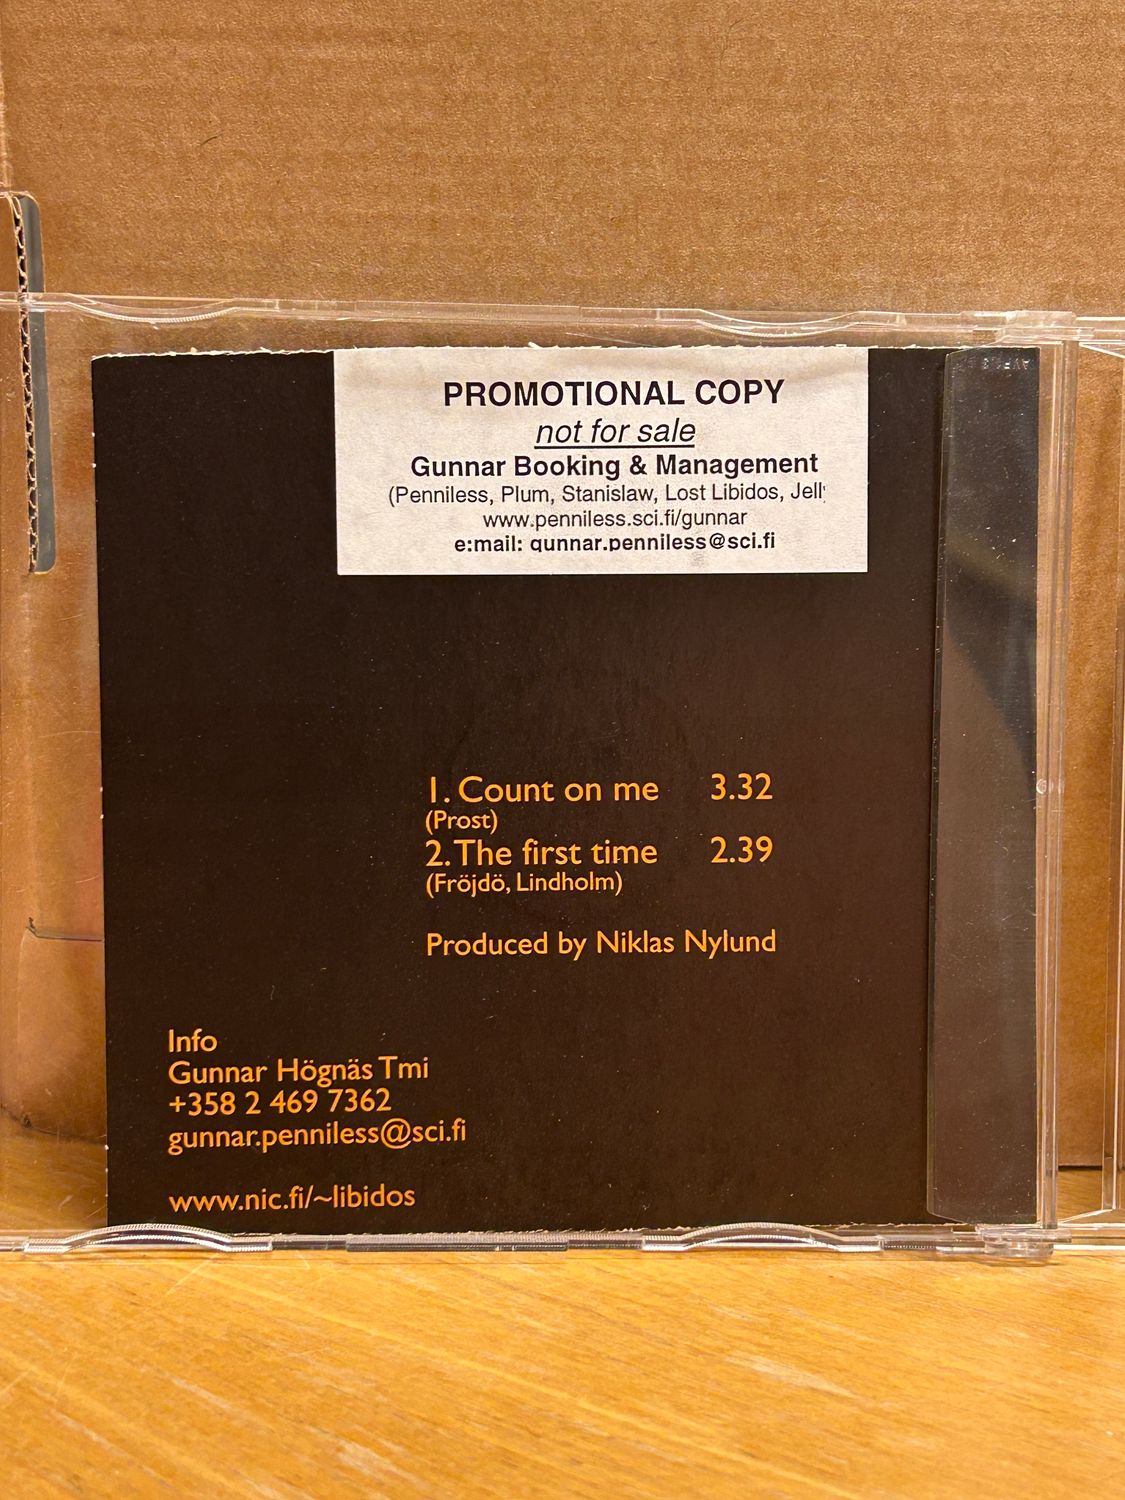 PROMOTIONAL COPY
not for sale
Gunnar Booking & Management
(Penniless, Plum, Stanislaw, Lost Libidos, Jell
www.penniless.sci.fi/gunnar
e:mail: gunnar.penniless@sci.fi
1. Count on me 3.32
(Prost)
2. The first time 2.39
(Fröjdö, Lindholm)
Produced by Niklas Nylund
Info
Gunnar Högnäs Tmi
+358 2 469 7362
gunnar.penniless@sci.fi
www.nic.fi/~libidos